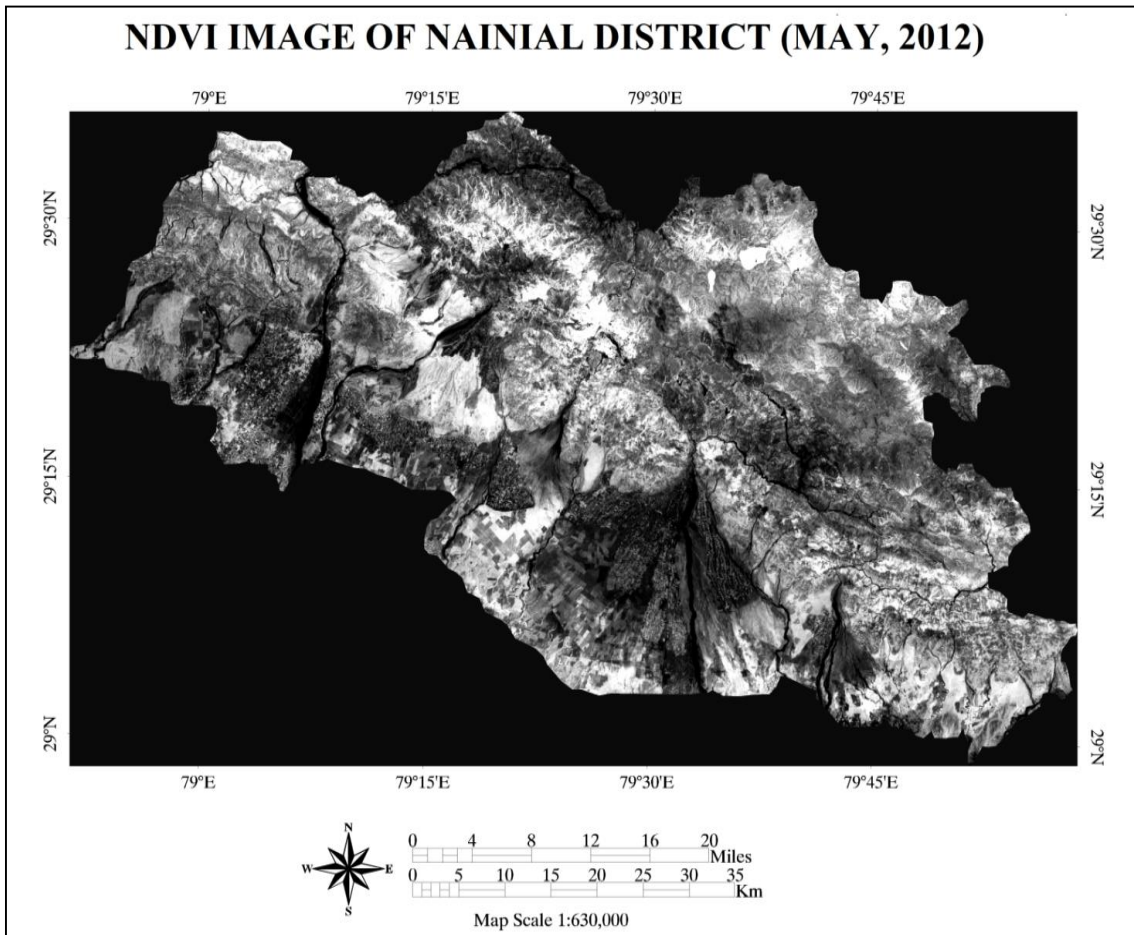 NDVI IMAGE OF NAINIAL DISTRICT (MAY, 2012)
79°E 79°15'E 79°30'E 79°45'E
29°30'N 29°30'N
29°15'N 29°15'N
29°N 29°N
79°E 79°15'E 79°30'E 79°45'E
N
W E
S
0 4 8 12 16 20
Miles
0 5 10 15 20 25 30 35
Km
Map Scale 1:630,000